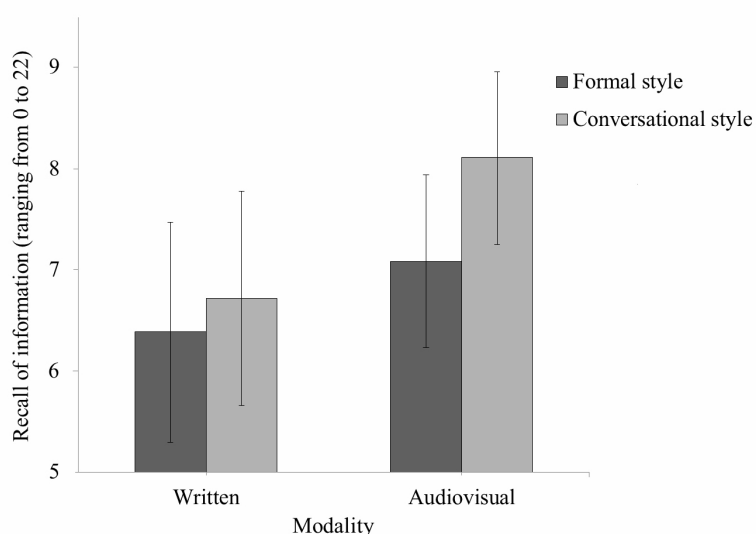 Recall of information (ranging from 0 to 22)
9
8
7
6
5
Formal style
Conversational style
Written
Audiovisual
Modality